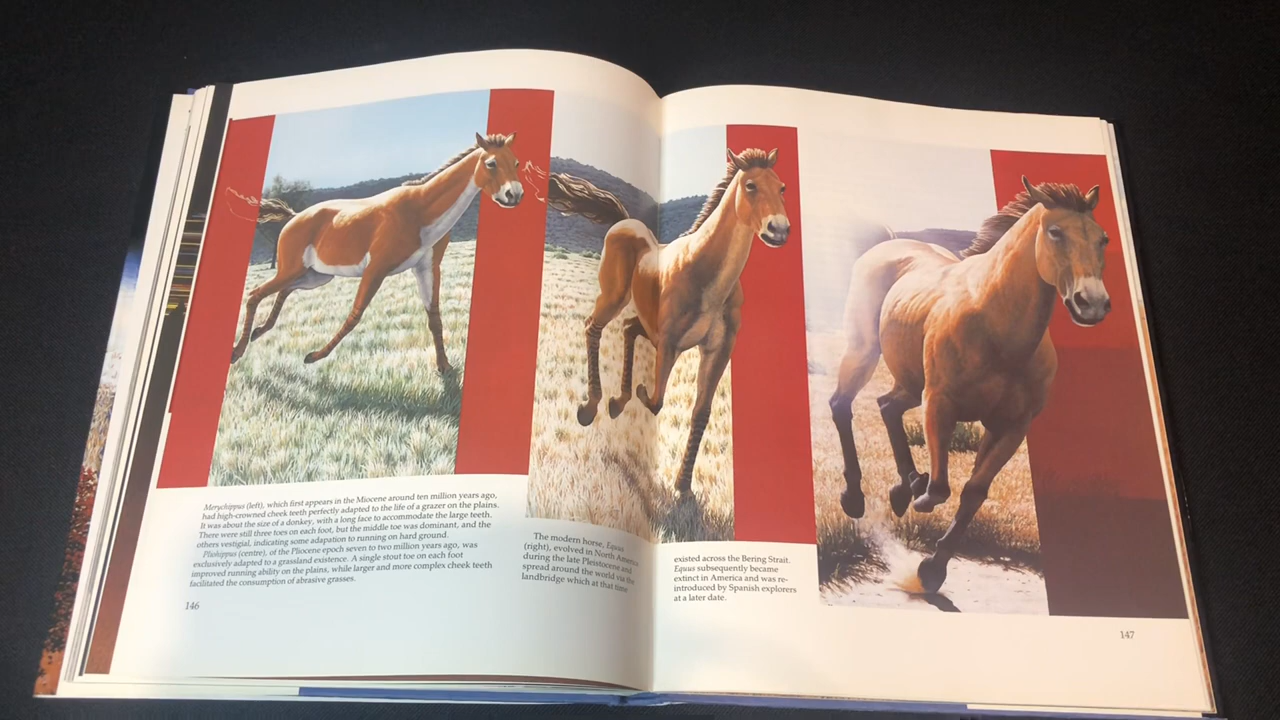 Merychippus (left), which first appears in the Miocene around ten million years ago,
had high-crowned cheek teeth perfectly adapted to the life of a grazer on the plains.
It was about the size of a donkey, with a long face to accommodate the large teeth.
There were still three toes on each foot, but the middle toe was dominant, and the
others vestigial, indicating some adapation to running on hard ground.
Pliohippus (centre), of the Pliocene epoch seven to two million years ago, was
exclusively adapted to a grassland existence. A single stout toe on each foot
improved running ability on the plains, while larger and more complex cheek teeth
facilitated the consumption of abrasive grasses.
146
The modern horse, Equus
(right), evolved in North America
during the late Pleistocene and
spread around the world via the
landbridge which at that time
existed across the Bering Strait.
Equus subsequently became
extinct in America and was re-
introduced by Spanish explorers
at a later date.
147